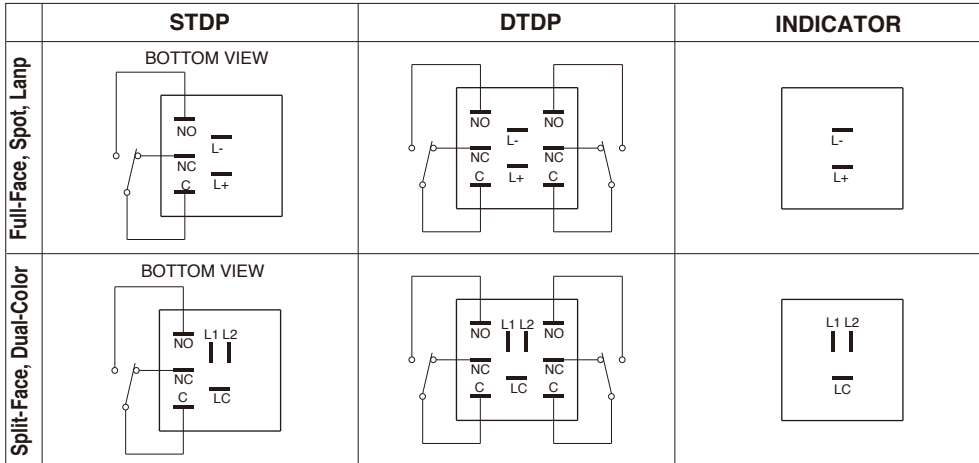 STDP
DTDP
INDICATOR
Full-Face, Spot, Lanp
BOTTOM VIEW
NO
L-
NC
C
L+
NO
NO
L-
NC
NC
C
L+
C
L-
L+
Split-Face, Dual-Color
BOTTOM VIEW
NO
L1 L2
NC
C
LC
NO
L1 L2
NO
NC
NC
C
LC
C
L1 L2
LC